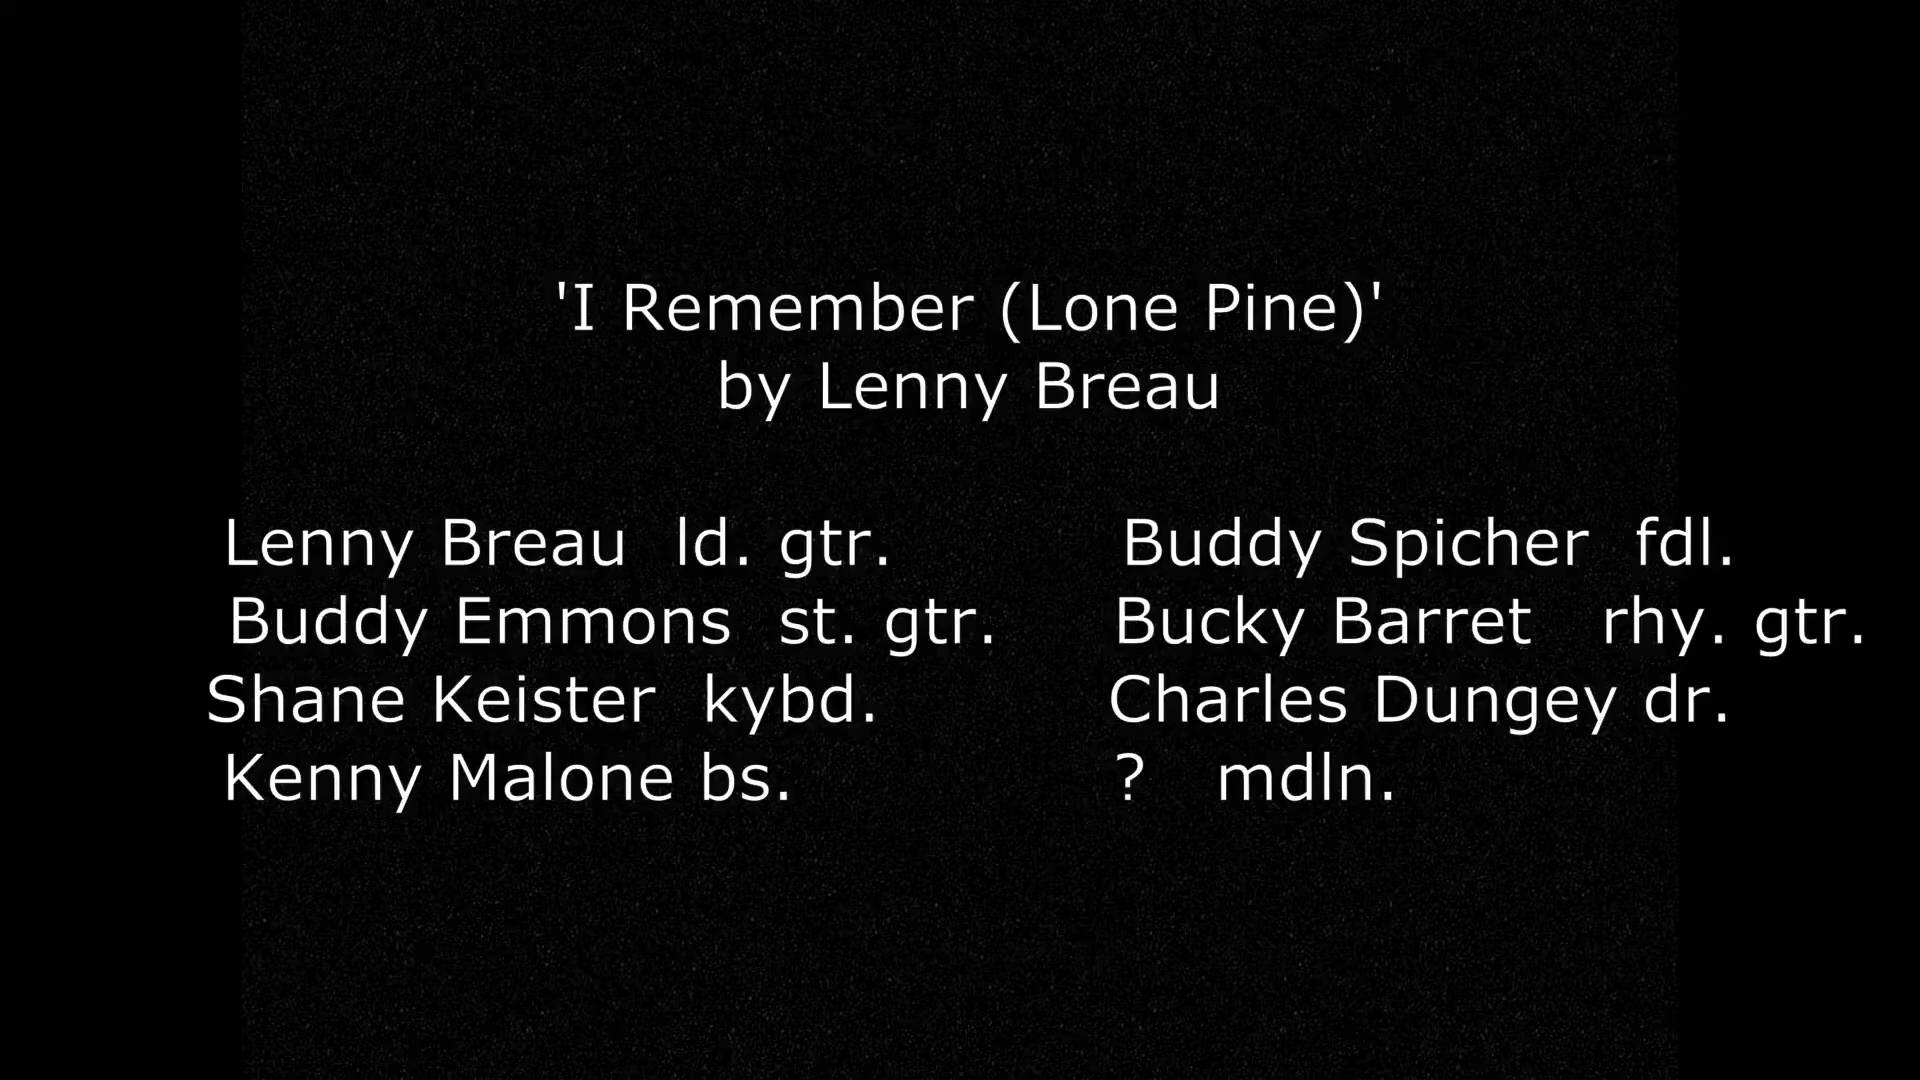 'I Remember (Lone Pine)'
by Lenny Breau
Lenny Breau ld. gtr.
Buddy Emmons st. gtr.
Shane Keister kybd.
Kenny Malone bs.
Buddy Spicher fdl.
Bucky Barret rhy. gtr.
Charles Dungey dr.
? mdln.